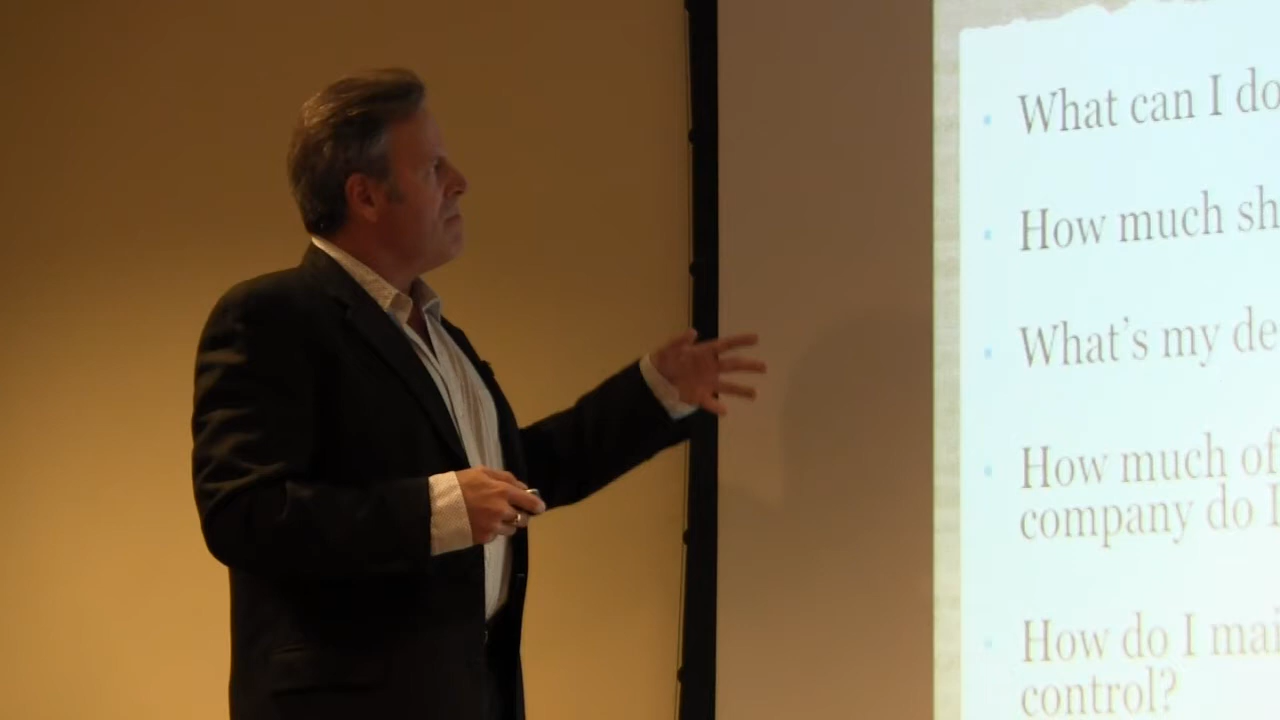 What can I do
How much sh
What's my de
How much of
company do I
How do I mai
control?